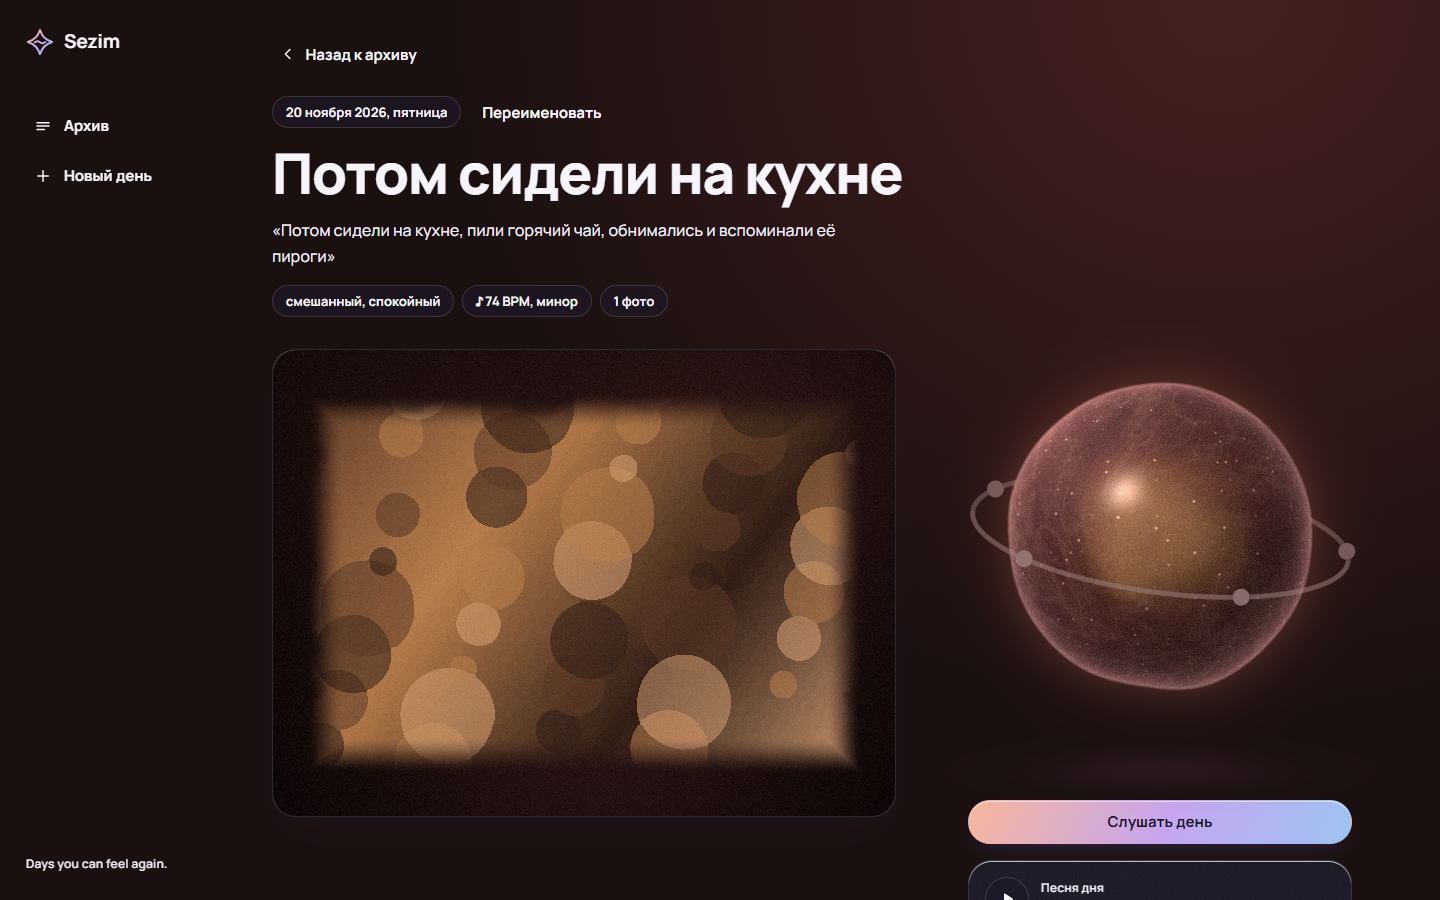 Sezim
Назад к архиву
Архив
Новый день
20 ноября 2026, пятница
Переименовать
Потом сидели на кухне
«Потом сидели на кухне, пили горячий чай, обнимались и вспоминали её
пироги»
смешанный, спокойный
♪ 74 BPM, минор
1 фото
Слушать день
Песня дня
Days you can feel again.